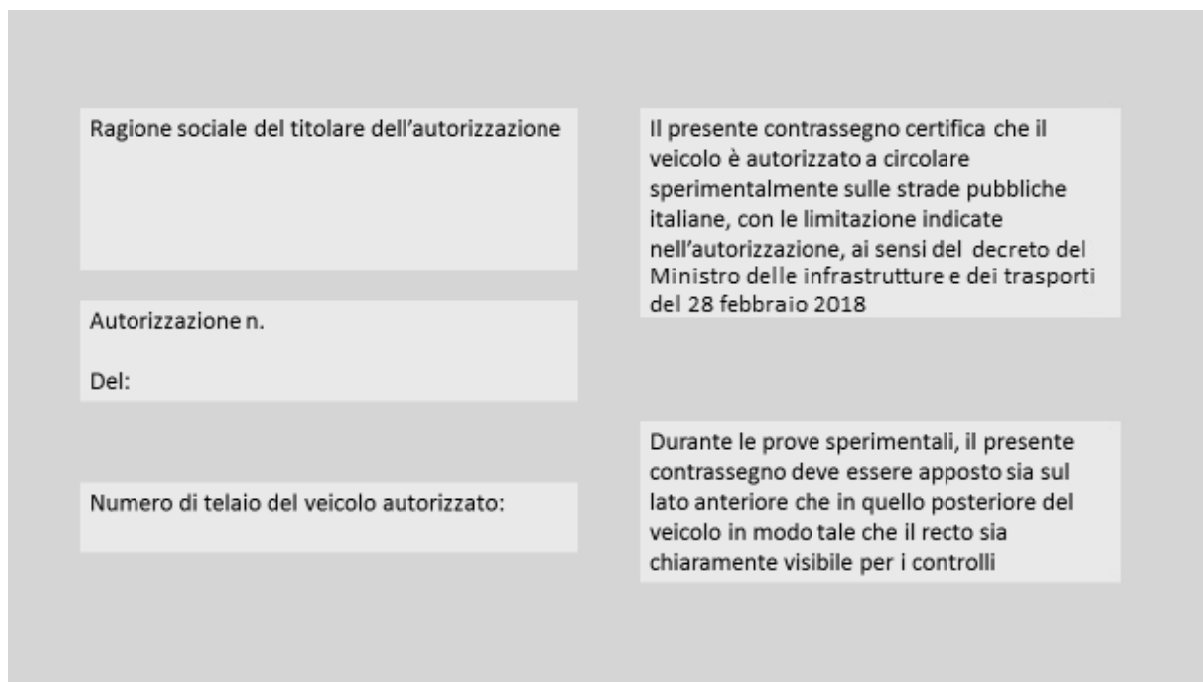 Ragione sociale del titolare dell'autorizzazione
Autorizzazione n.
Del:
Numero di telaio del veicolo autorizzato:
Il presente contrassegno certifica che il
veicolo è autorizzato a circolare
sperimentalmente sulle strade pubbliche
italiane, con le limitazione indicate
nell'autorizzazione, ai sensi del decreto del
Ministro delle infrastrutture e dei trasporti
del 28 febbraio 2018
Durante le prove sperimentali, il presente
contrassegno deve essere apposto sia sul
lato anteriore che in quello posteriore del
veicolo in modo tale che il recto sia
chiaramente visibile per i controlli